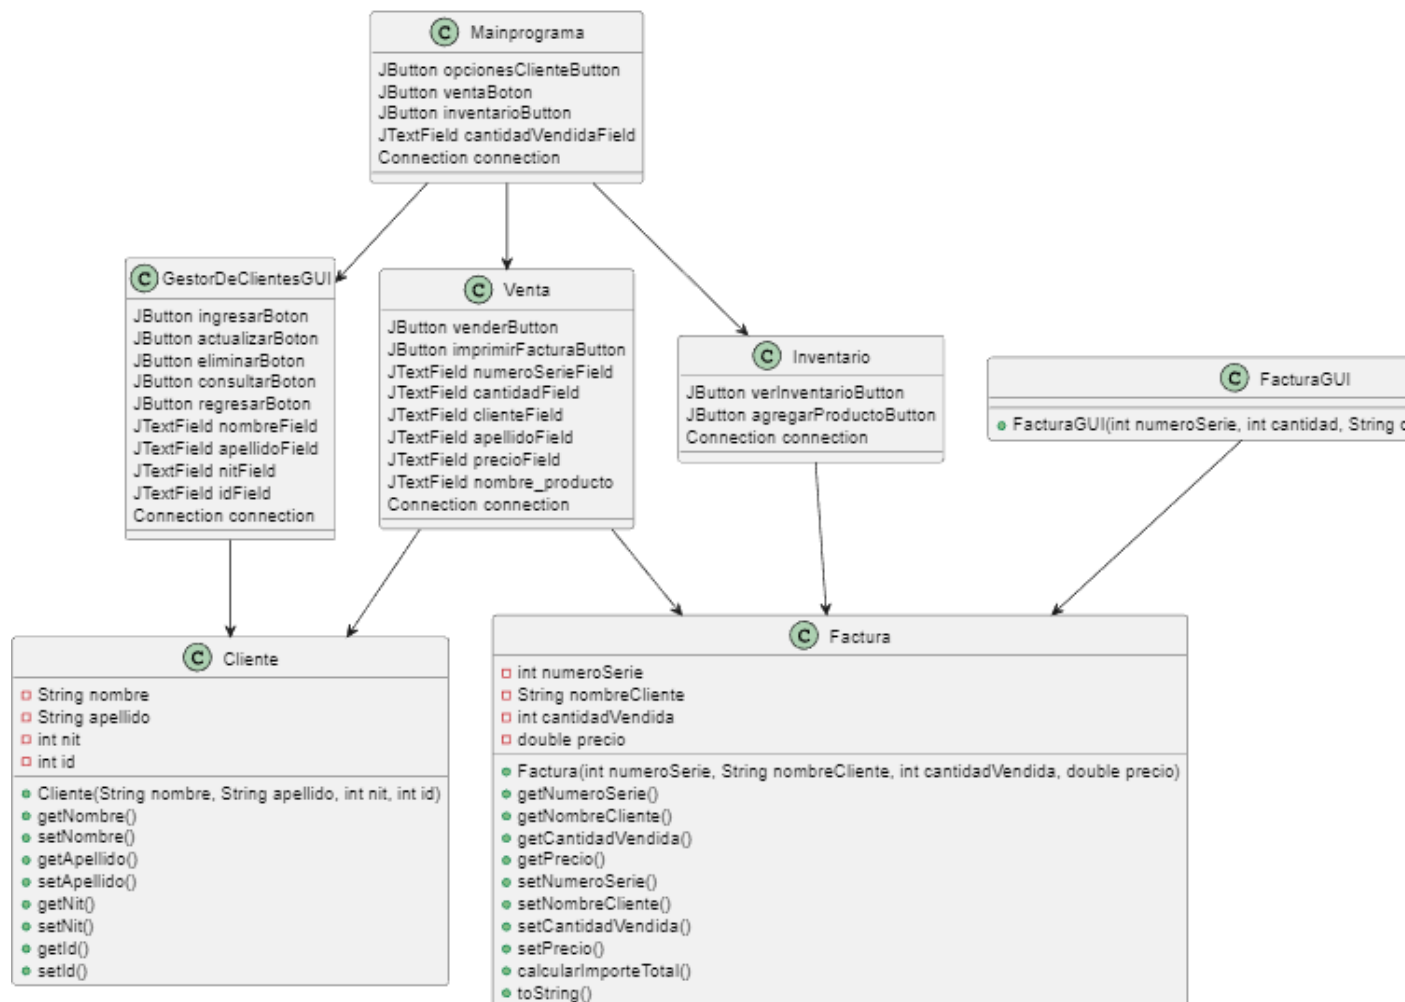 C Mainprograma
JButton opcionesClienteButton
JButton ventaBoton
JButton inventarioButton
JTextField cantidadVendidaField
Connection connection
C GestorDeClientesGUI
JButton ingresarBoton
JButton actualizarBoton
JButton eliminarBoton
JButton consultarBoton
JButton regresarBoton
JTextField nombreField
JTextField apellidoField
JTextField nitField
JTextField idField
Connection connection
C Venta
JButton venderButton
JButton imprimirFacturaButton
JTextField numeroSerieField
JTextField cantidadField
JTextField clienteField
JTextField apellidoField
JTextField precioField
JTextField nombre_producto
Connection connection
C Inventario
JButton verInventarioButton
JButton agregarProductoButton
Connection connection
C FacturaGUI
FacturaGUI(int numeroSerie, int cantidad, String
C Cliente
String nombre
String apellido
int nit
int id
Cliente(String nombre, String apellido, int nit, int id)
getNombre()
setNombre()
getApellido()
setApellido()
getNit()
setNit()
getId()
setId()
C Factura
int numeroSerie
String nombreCliente
int cantidadVendida
double precio
Factura(int numeroSerie, String nombreCliente, int cantidadVendida, double precio)
getNumeroSerie()
getNombreCliente()
getCantidadVendida()
getPrecio()
setNumeroSerie()
setNombreCliente()
setCantidadVendida()
setPrecio()
calcularImporteTotal()
toString()